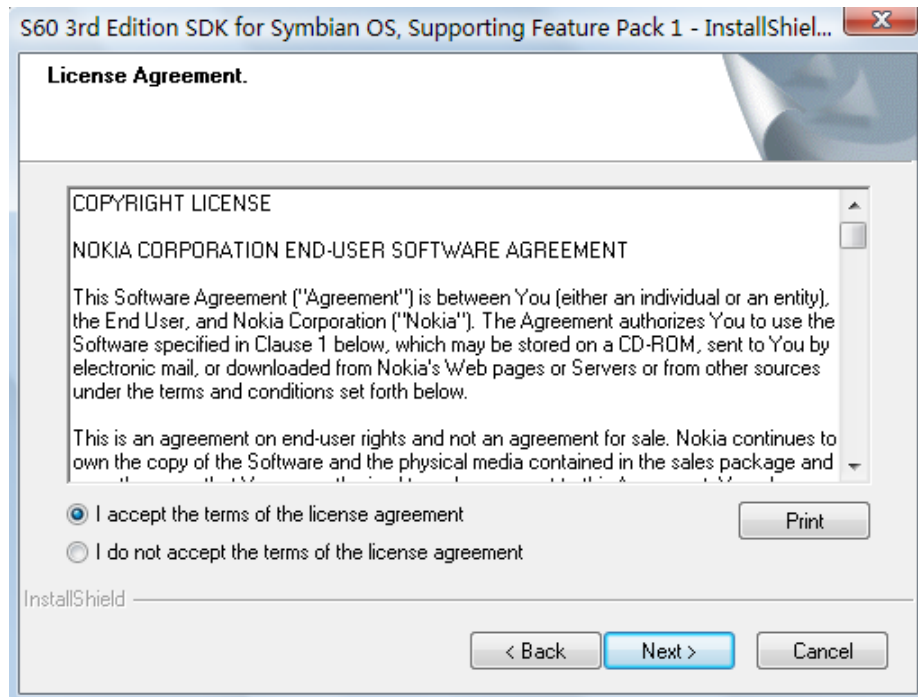 S60 3rd Edition SDK for Symbian OS, Supporting Feature Pack 1 - InstallShiel...
License Agreement.
COPYRIGHT LICENSE
NOKIA CORPORATION END-USER SOFTWARE AGREEMENT
This Software Agreement (''Agreement'') is between You (either an individual or an entity),
the End User, and Nokia Corporation (''Nokia''). The Agreement authorizes You to use the
Software specified in Clause 1 below, which may be stored on a CD-ROM, sent to You by
electronic mail, or downloaded from Nokia's Web pages or Servers or from other sources
under the terms and conditions set forth below.
This is an agreement on end-user rights and not an agreement for sale. Nokia continues to
own the copy of the Software and the physical media contained in the sales package and
I accept the terms of the license agreement
Print
I do not accept the terms of the license agreement
InstallShield
< Back
Next >
Cancel